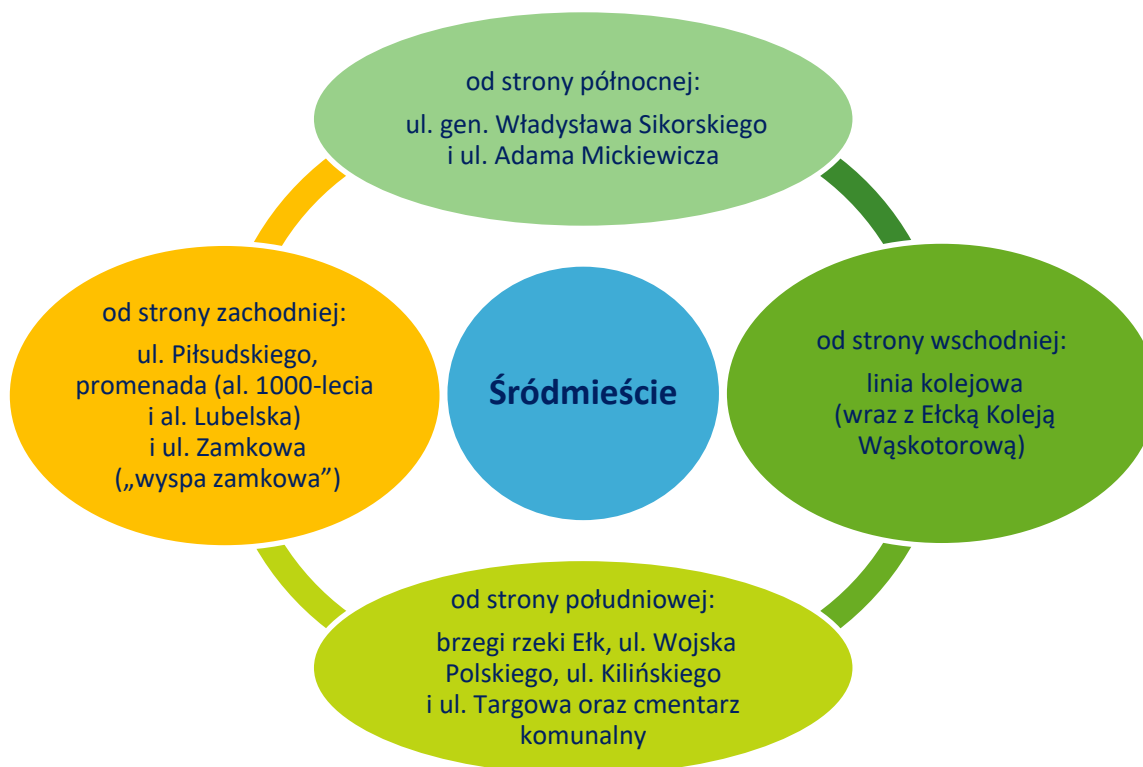 od strony północnej:
ul. gen. Władysława Sikorskiego
i ul. Adama Mickiewicza
od strony zachodniej:
ul. Piłsudskiego,
promenada (al. 1000-lecia
i al. Lubelska)
i ul. Zamkowa
(„wyspa zamkowa”)
Śródmieście
od strony wschodniej:
linia kolejowa
(wraz z Ełcką Koleją
Wąskotorową)
od strony południowej:
brzegi rzeki Ełk, ul. Wojska
Polskiego, ul. Kilińskiego
i ul. Targowa oraz cmentarz
komunalny